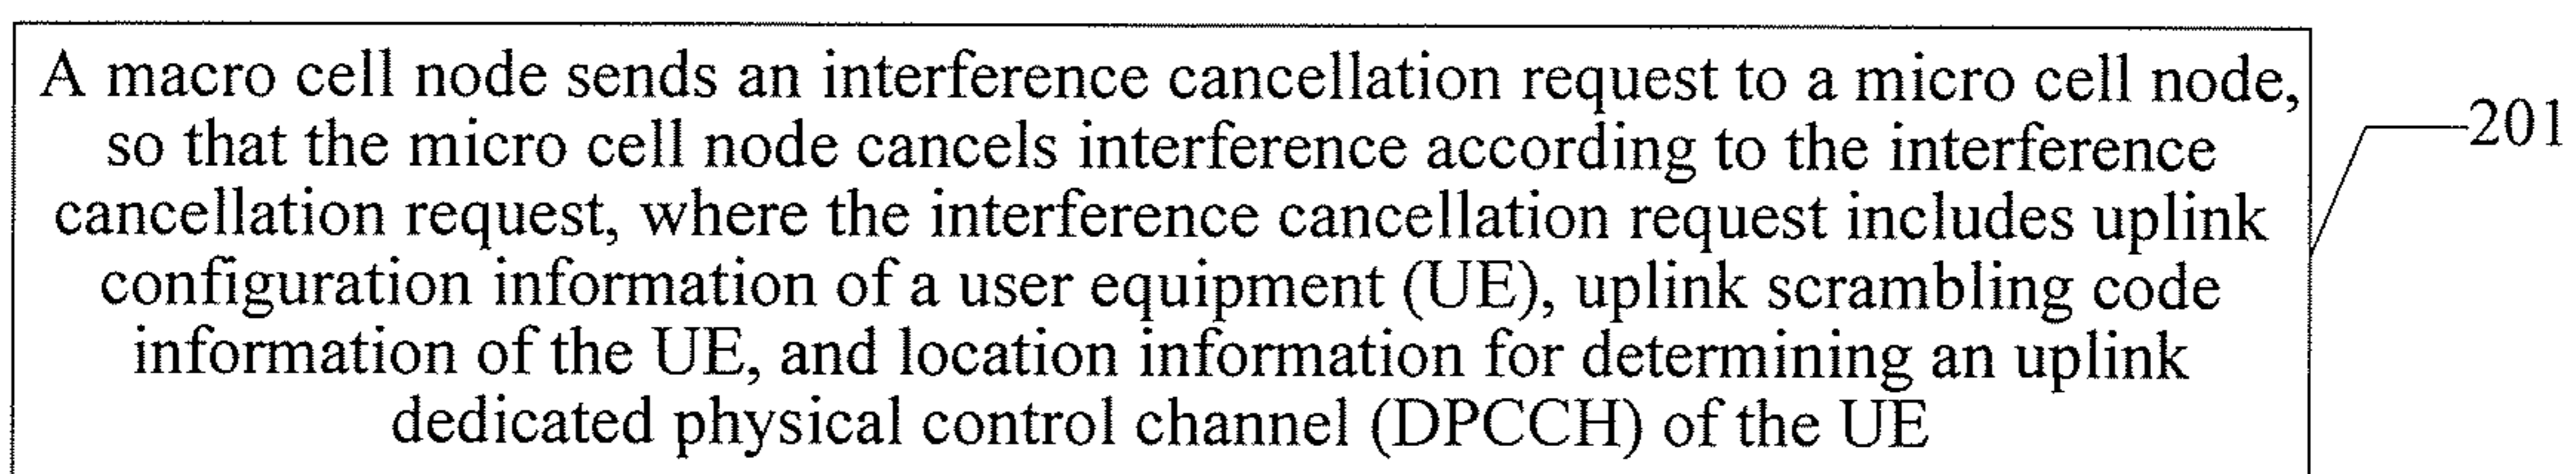 A macro cell node sends an interference cancellation request to a micro cell node,
so that the micro cell node cancels interference according to the interference
cancellation request, where the interference cancellation request includes uplink
configuration information of a user equipment (UE), uplink scrambling code
information of the UE, and location information for determining an uplink
dedicated physical control channel (DPCCH) of the UE
201